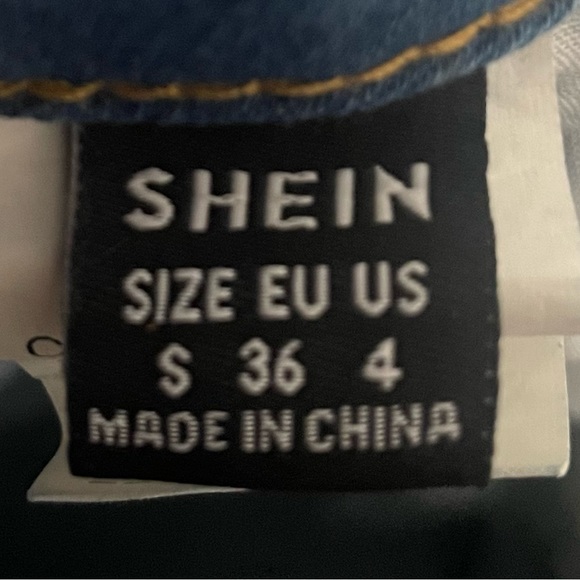 SHEIN
SIZE EU US
S 36 4
MADE IN CHINA
C